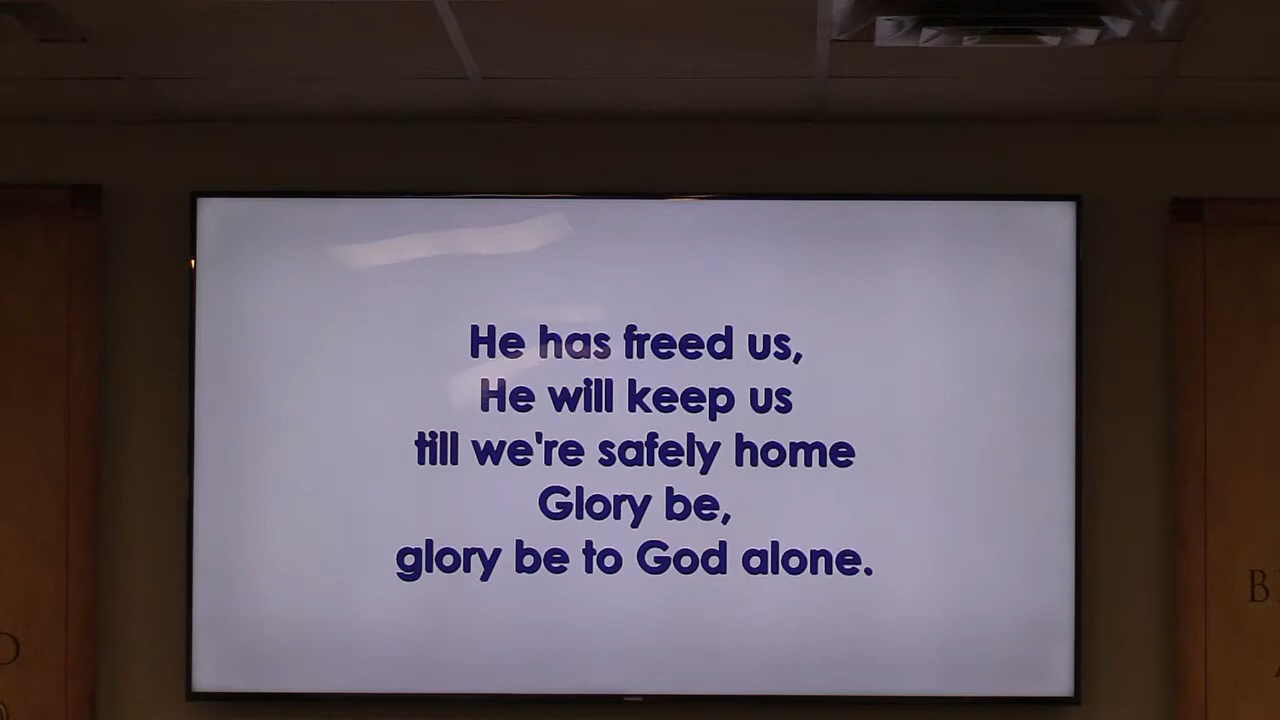 He has freed us,
He will keep us
till we're safely home
Glory be,
glory be to God alone.
B